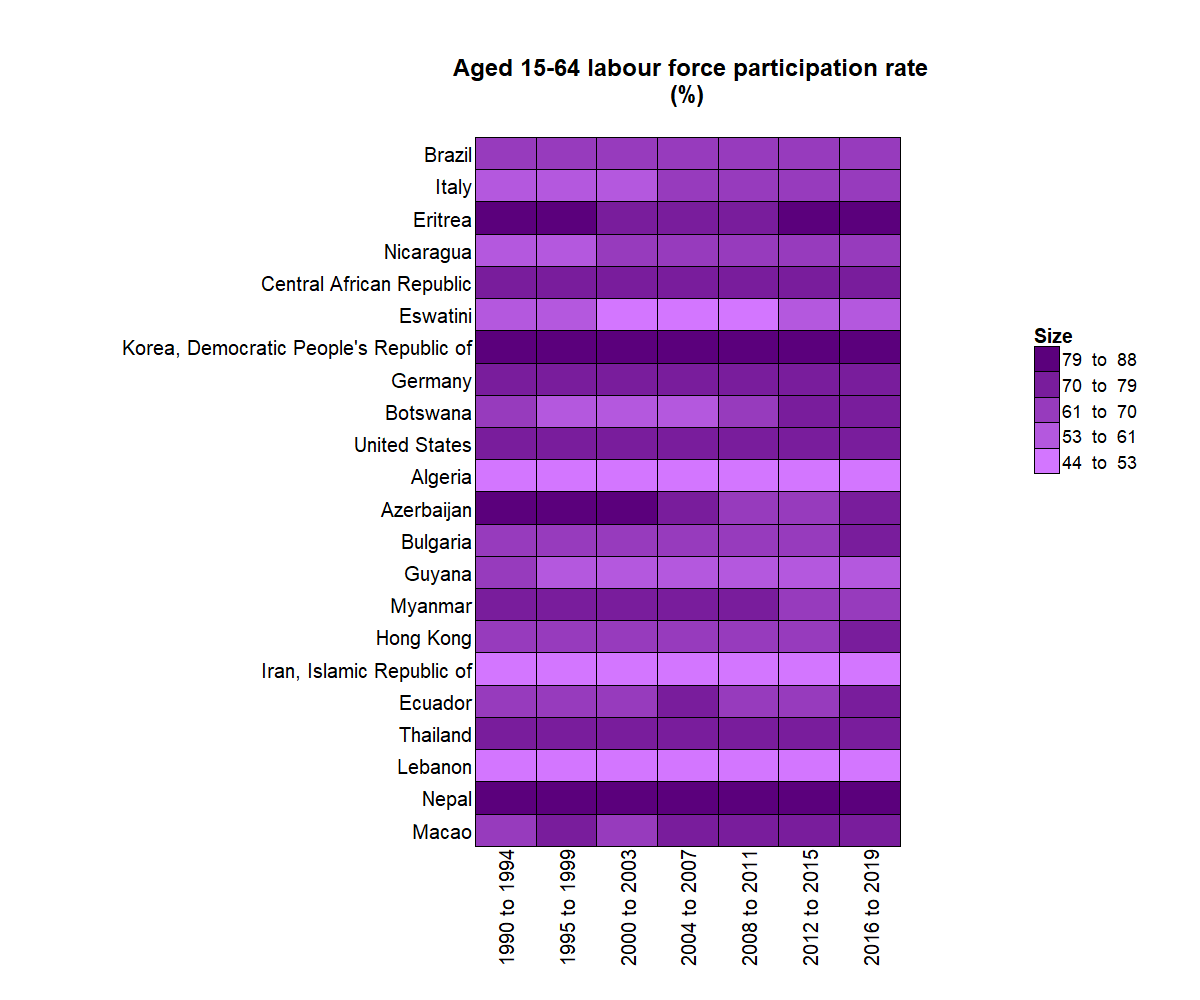 Aged 15-64 labour force participation rate
(%)
Brazil
Italy
Eritrea
Nicaragua
Central African Republic
Eswatini
Korea, Democratic People's Republic of
Germany
Botswana
United States
Algeria
Azerbaijan
Bulgaria
Guyana
Myanmar
Hong Kong
Iran, Islamic Republic of
Ecuador
Thailand
Lebanon
Nepal
Macao
1990 to 1994
1995 to 1999
2000 to 2003
2004 to 2007
2008 to 2011
2012 to 2015
2016 to 2019
Size
79 to 88
70 to 79
61 to 70
53 to 61
44 to 53